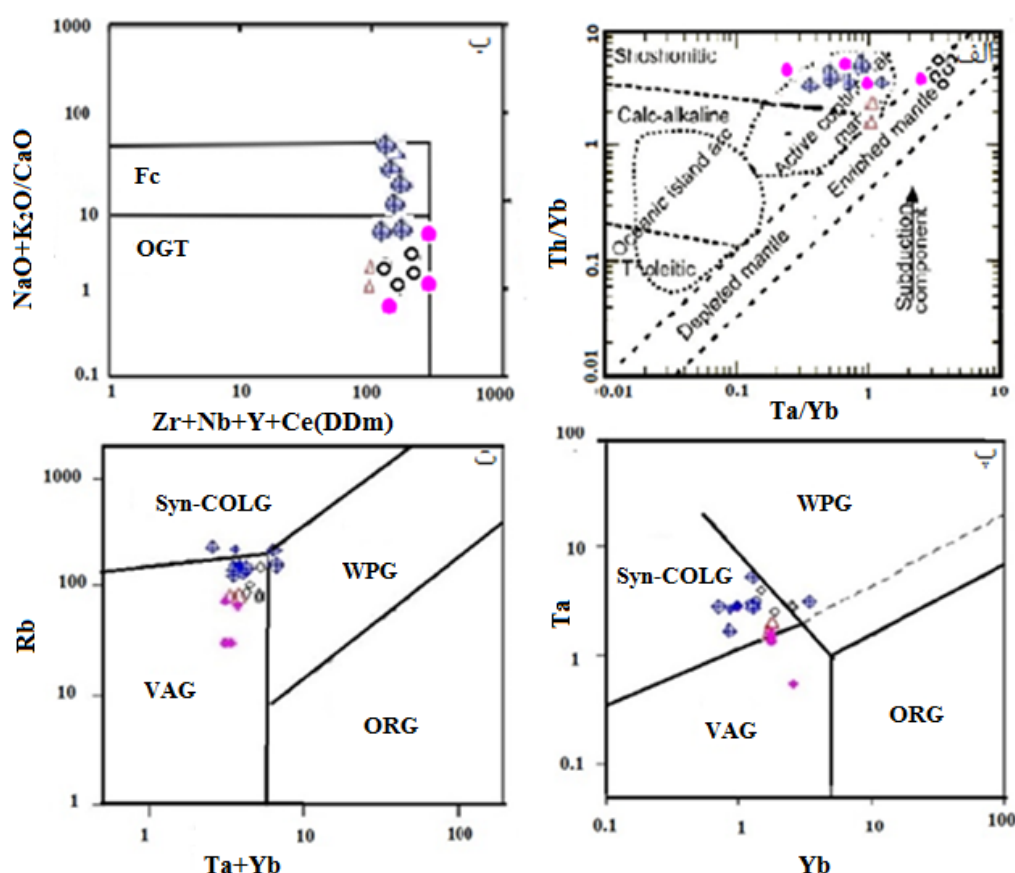 1000
100
10
1
0.1
NaO+K₂O/CaO
Fc
OGT
1
10
100
1000
Zr+Nb+Y+Ce(DDm)
10
1
0.1
0.01
Th/Yb
الف
Shoshonitic
Calc-alkaline
Oceanic island arc
Active
Enriphed mantle
Depleted mantle
Subduction
component
0.01
0.1
1
10
Ta/Yb
1000
100
10
1
Rb
Syn-COLG
WPG
VAG
ORG
1
10
100
Ta+Yb
100
10
1
0.1
Ta
WPG
Syn-COLG
VAG
ORG
0.1
1
10
100
Yb